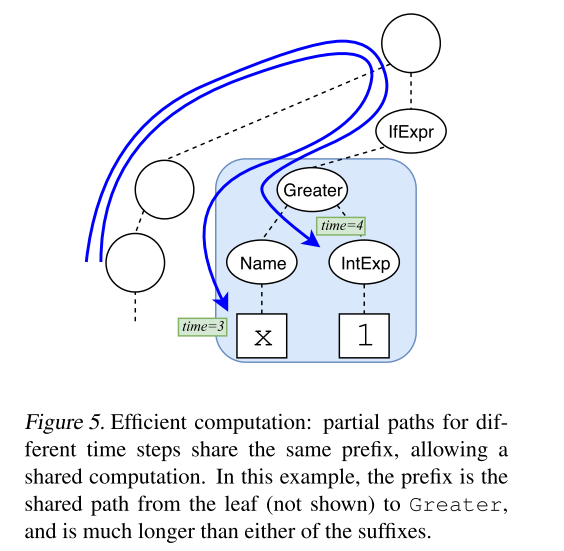 IfExpr
Greater
time=4
Name
IntExp
time=3
x
1
Figure 5. Efficient computation: partial paths for dif-
ferent time steps share the same prefix, allowing a
shared computation. In this example, the prefix is the
shared path from the leaf (not shown) to Greater,
and is much longer than either of the suffixes.